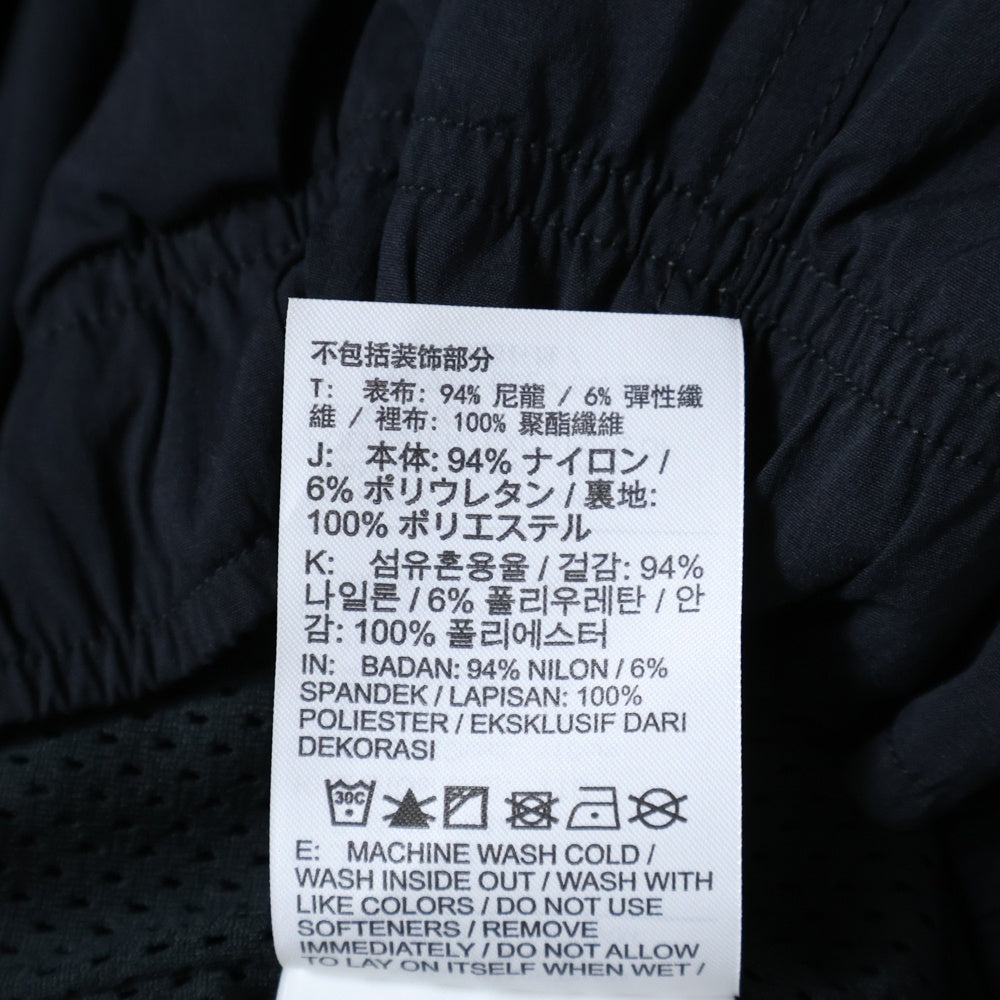 不包括装饰部分
T: 表布: 94% 尼龍 / 6% 彈性纖
維 / 裡布: 100% 聚酯纖維
J: 本体: 94% ナイロン /
6% ポリウレタン / 裏地:
100% ポリエステル
K: 섬유혼용율 / 겉감: 94%
나일론 / 6% 폴리우레탄 / 안
감: 100% 폴리에스터
IN: BADAN: 94% NILON / 6%
SPANDEK / LAPISAN: 100%
POLIESTER / EKSKLUSIF DARI
DEKORASI
30C
E: MACHINE WASH COLD /
WASH INSIDE OUT / WASH WITH
LIKE COLORS / DO NOT USE
SOFTENERS / REMOVE
IMMEDIATELY / DO NOT ALLOW
TO LAY ON ITSELF WHEN WET /